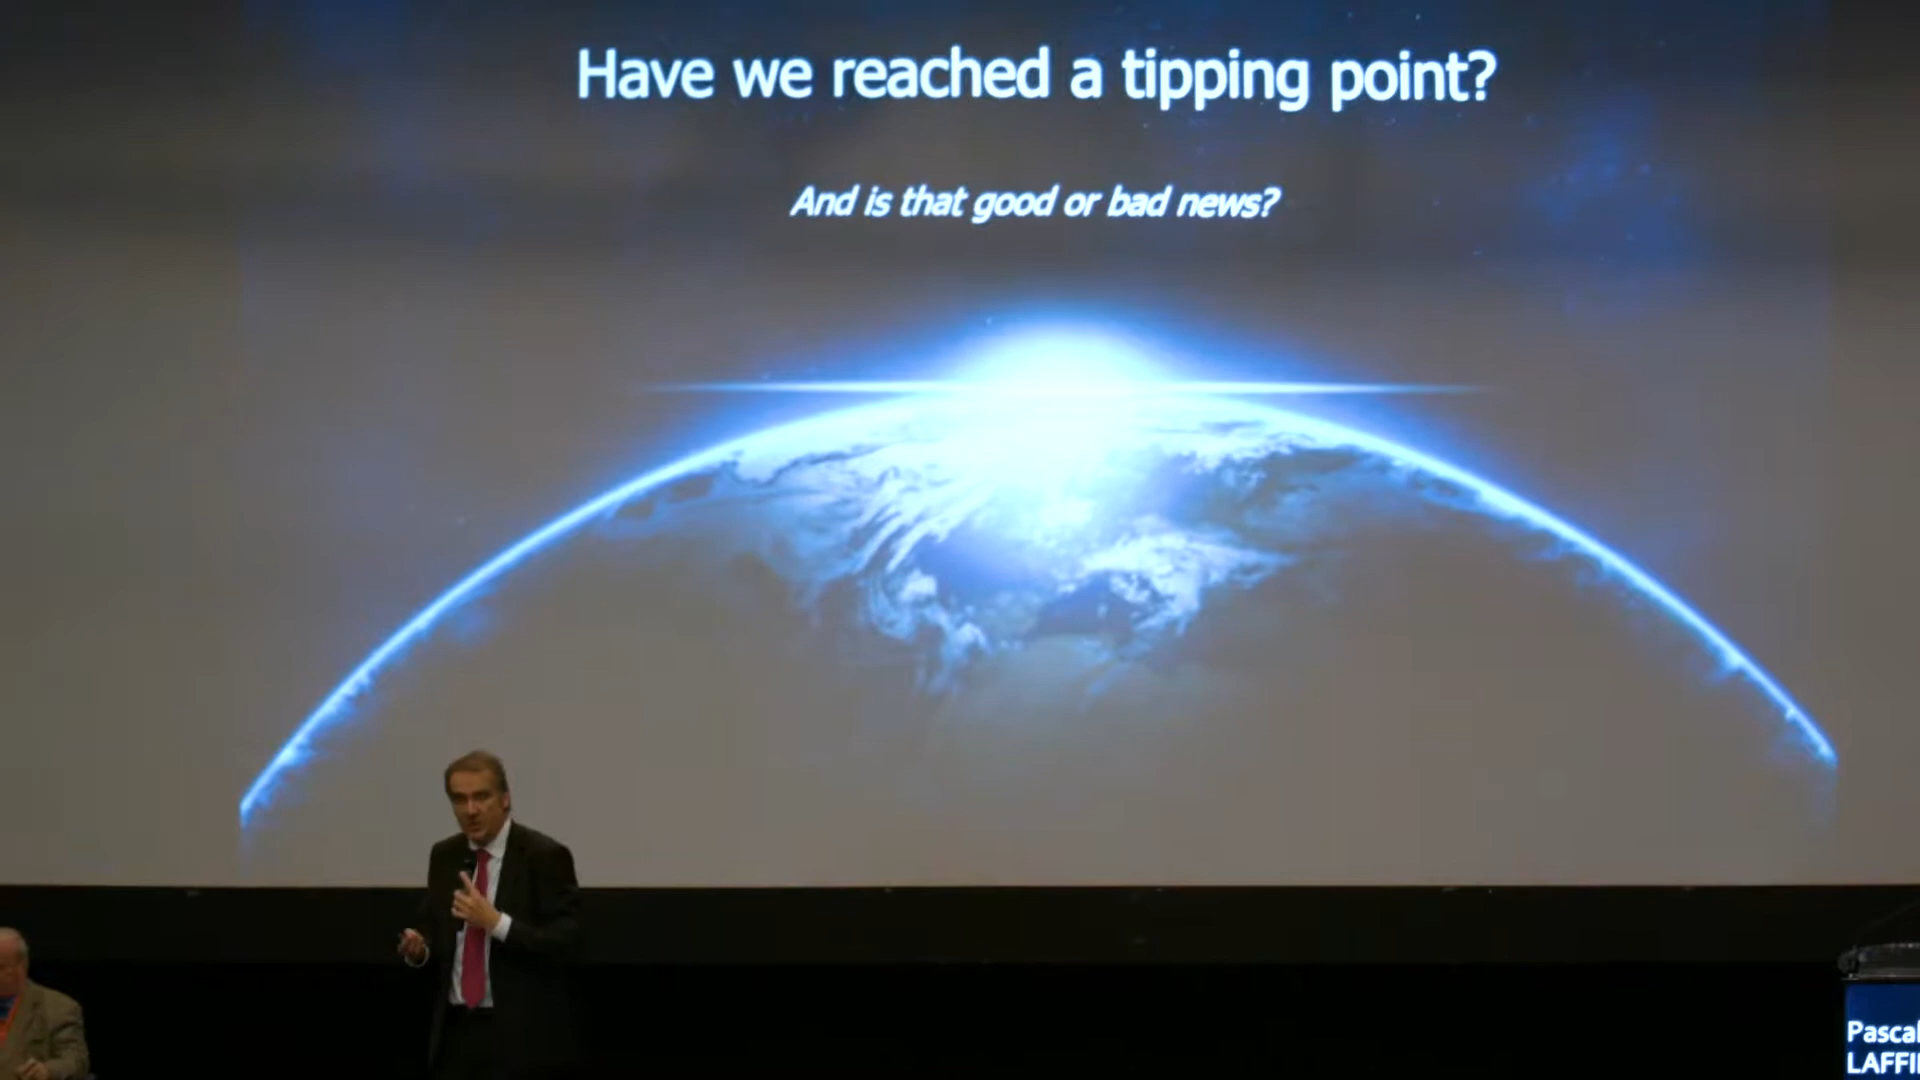 Have we reached a tipping point?
And is that good or bad news?
Pascal
LAFFI